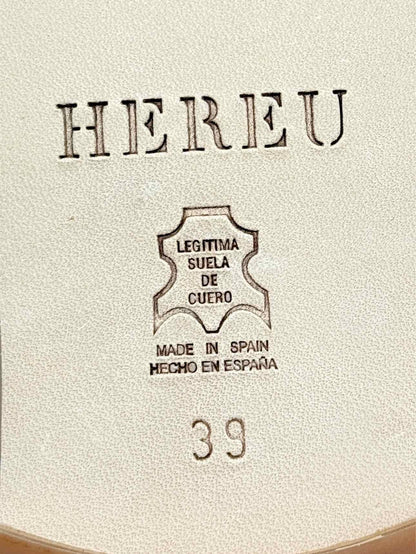 HEREU
LEGITIMA
SUELA
DE
CUERO
MADE IN SPAIN
HECHO EN ESPAÑA
39